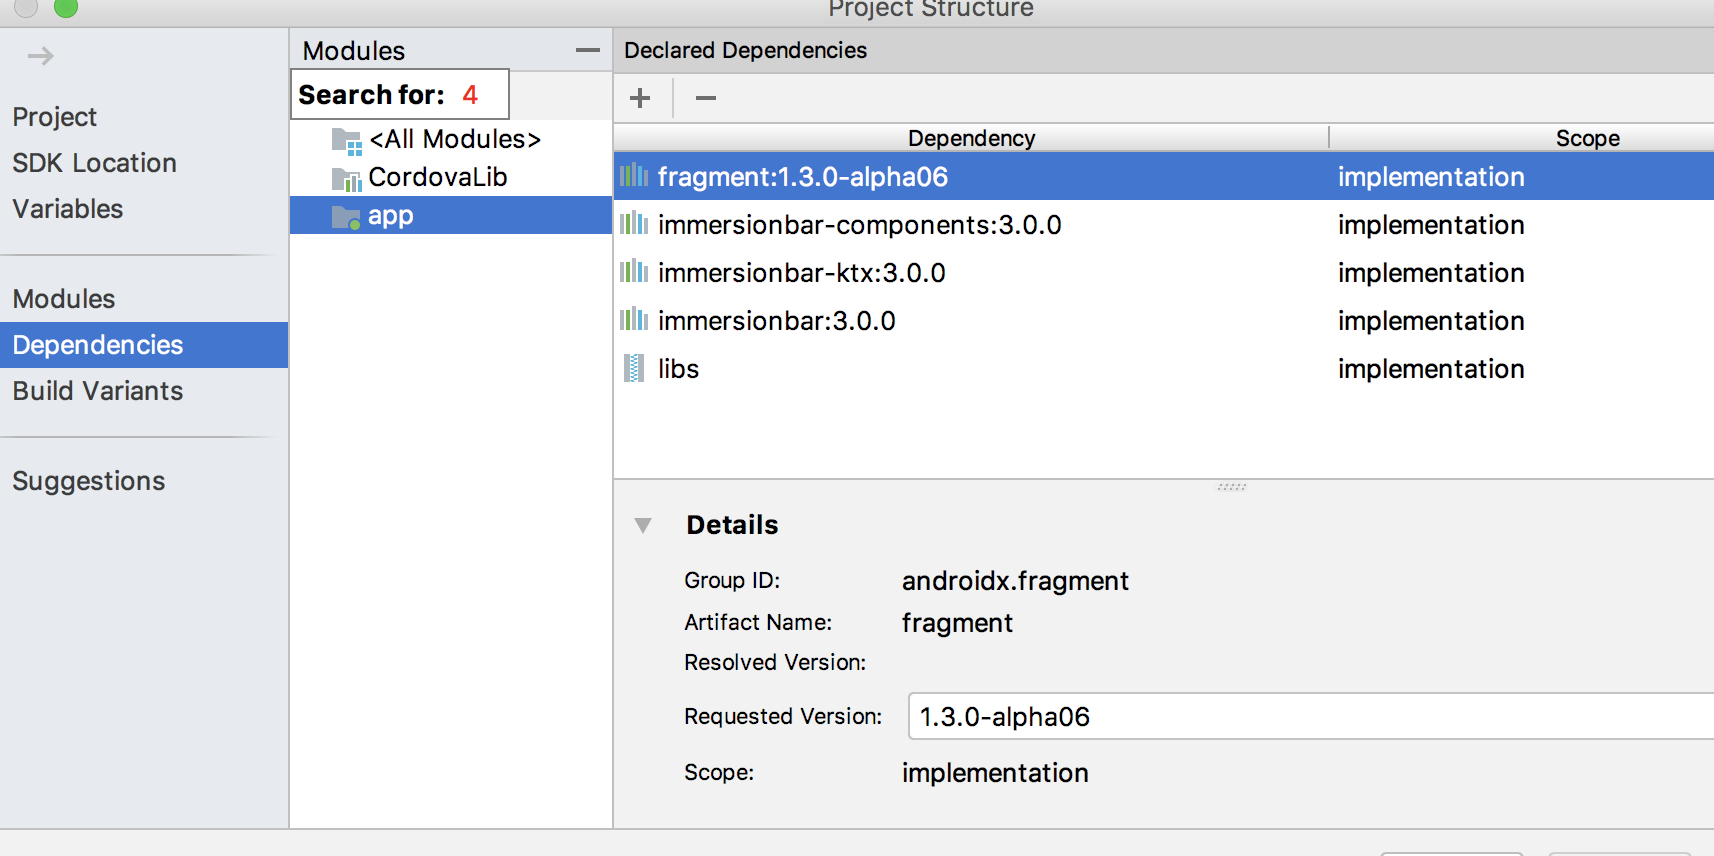 Project Structure
Project
SDK Location
Variables
Modules
Dependencies
Build Variants
Suggestions
Modules
Search for: 4
<All Modules>
CordovaLib
app
Declared Dependencies
Dependency Scope
fragment:1.3.0-alpha06 implementation
immersionbar-components:3.0.0 implementation
immersionbar-ktx:3.0.0 implementation
immersionbar:3.0.0 implementation
libs implementation
Details
Group ID: androidx.fragment
Artifact Name: fragment
Resolved Version:
Requested Version: 1.3.0-alpha06
Scope: implementation